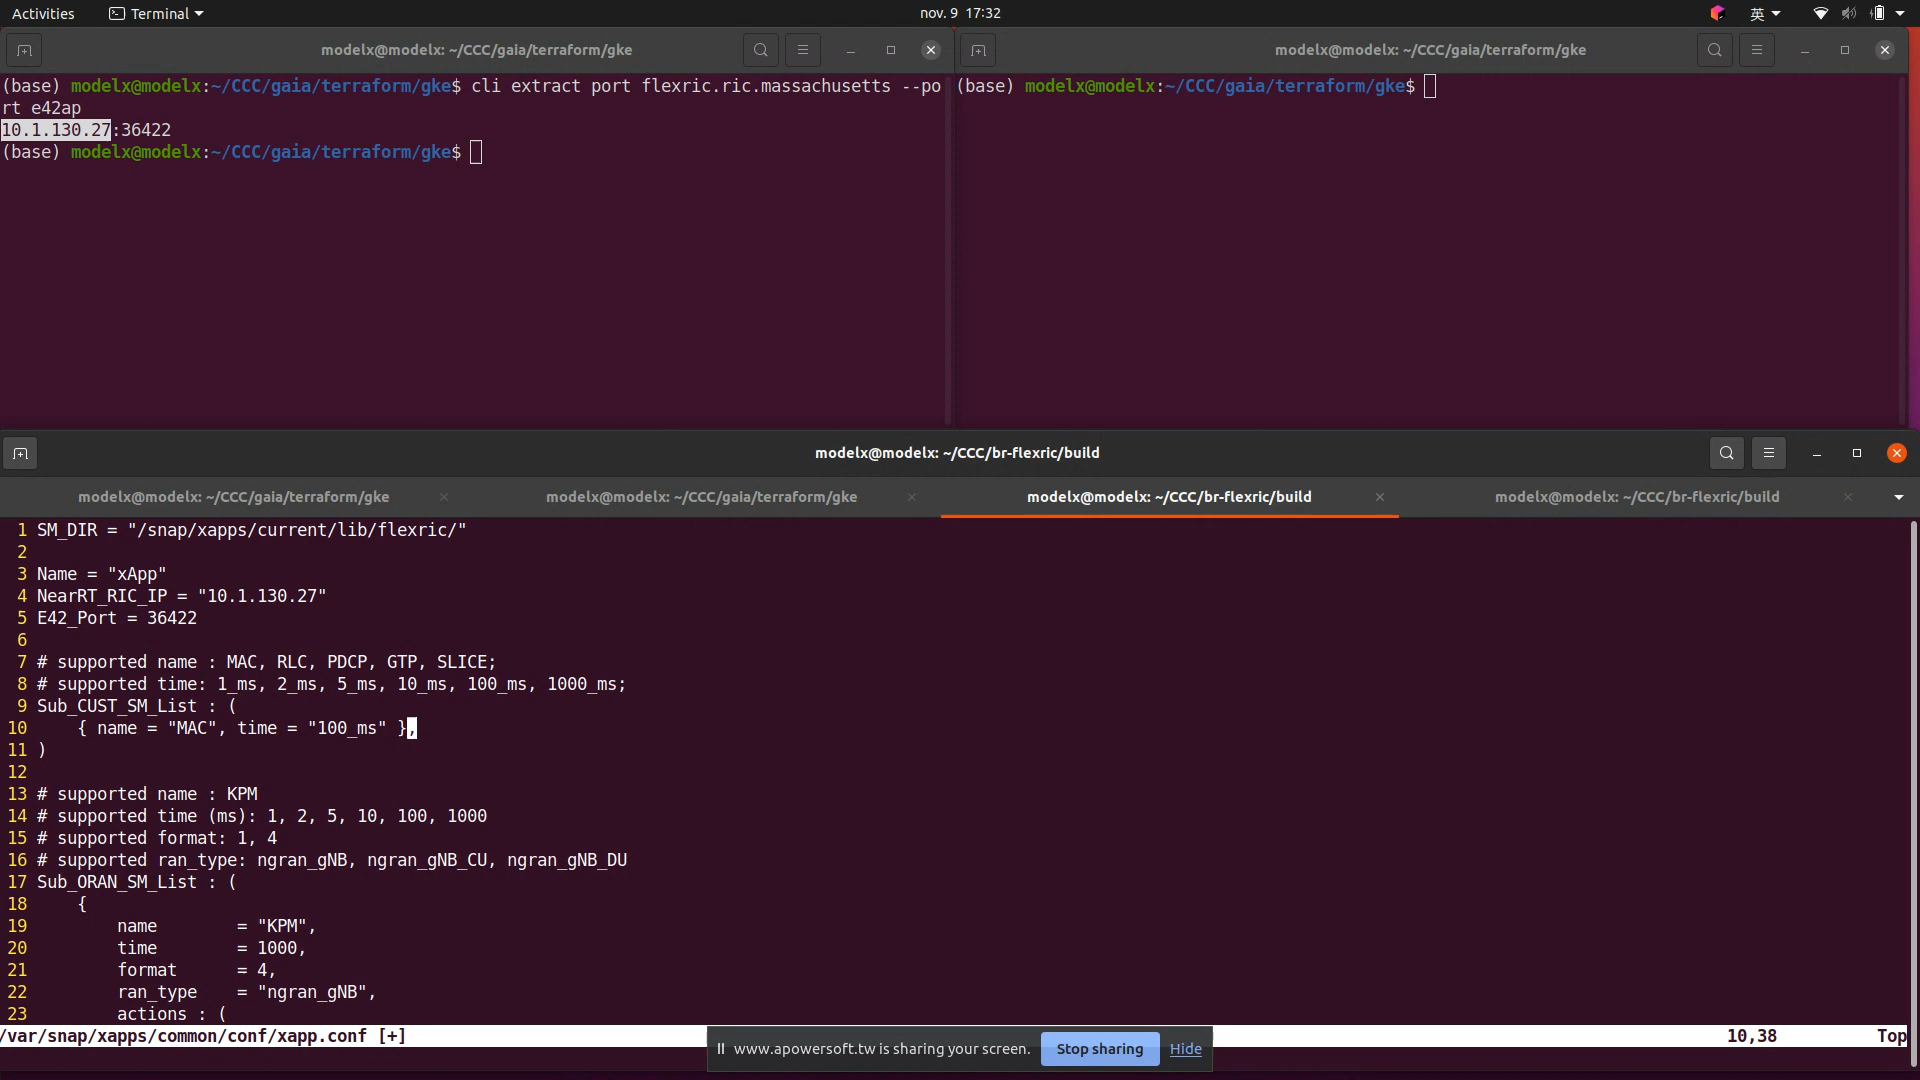 Activities Terminal nov. 9 17:32 英
modelx@modelx: ~/CCC/gaia/terraform/gke
(base) modelx@modelx:~/CCC/gaia/terraform/gke$ cli extract port flexric.ric.massachusetts --po
rt e42ap
10.1.130.27:36422
(base) modelx@modelx:~/CCC/gaia/terraform/gke$
modelx@modelx: ~/CCC/gaia/terraform/gke
(base) modelx@modelx:~/CCC/gaia/terraform/gke$
modelx@modelx: ~/CCC/br-flexric/build
modelx@modelx: ~/CCC/gaia/terraform/gke modelx@modelx: ~/CCC/gaia/terraform/gke modelx@modelx: ~/CCC/br-flexric/build modelx@modelx: ~/CCC/br-flexric/build
1 SM_DIR = "/snap/xapps/current/lib/flexric/"
2
3 Name = "xApp"
4 NearRT_RIC_IP = "10.1.130.27"
5 E42_Port = 36422
6
7 # supported name : MAC, RLC, PDCP, GTP, SLICE;
8 # supported time: 1_ms, 2_ms, 5_ms, 10_ms, 100_ms, 1000_ms;
9 Sub_CUST_SM_List : (
10     { name = "MAC", time = "100_ms" },
11 )
12
13 # supported name : KPM
14 # supported time (ms): 1, 2, 5, 10, 100, 1000
15 # supported format: 1, 4
16 # supported ran_type: ngran_gNB, ngran_gNB_CU, ngran_gNB_DU
17 Sub_ORAN_SM_List : (
18     {
19         name        = "KPM",
20         time        = 1000,
21         format      = 4,
22         ran_type    = "ngran_gNB",
23         actions : (
/var/snap/xapps/common/conf/xapp.conf [+] 10,38 Top
www.apowersoft.tw is sharing your screen. Stop sharing Hide